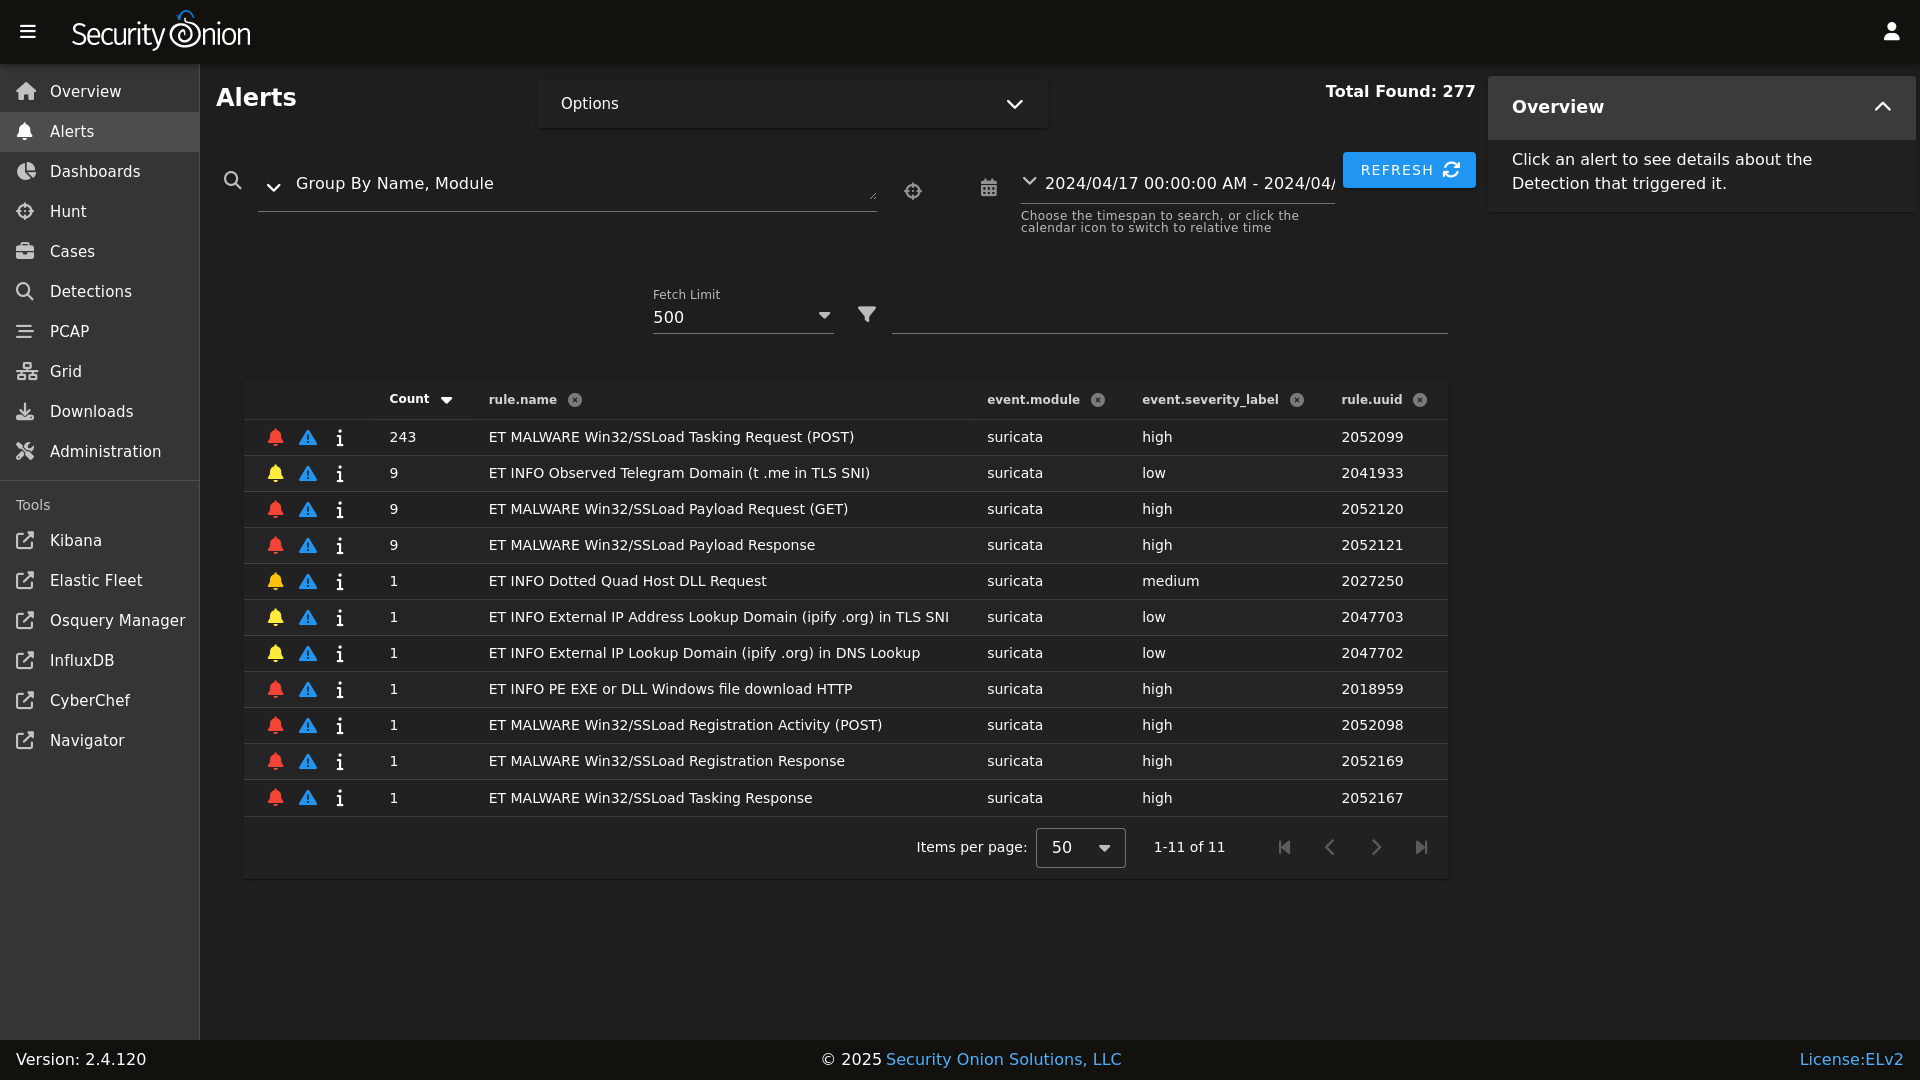 Security Onion
Overview
Alerts
Dashboards
Hunt
Cases
Detections
PCAP
Grid
Downloads
Administration
Tools
Kibana
Elastic Fleet
Osquery Manager
InfluxDB
CyberChef
Navigator
Alerts
Options
Total Found: 277
Group By Name, Module
2024/04/17 00:00:00 AM - 2024/04/
REFRESH
Choose the timespan to search, or click the
calendar icon to switch to relative time
Fetch Limit
500
Count rule.name event.module event.severity_label rule.uuid
243 ET MALWARE Win32/SSLoad Tasking Request (POST) suricata high 2052099
9 ET INFO Observed Telegram Domain (t .me in TLS SNI) suricata low 2041933
9 ET MALWARE Win32/SSLoad Payload Request (GET) suricata high 2052120
9 ET MALWARE Win32/SSLoad Payload Response suricata high 2052121
1 ET INFO Dotted Quad Host DLL Request suricata medium 2027250
1 ET INFO External IP Address Lookup Domain (ipify .org) in TLS SNI suricata low 2047703
1 ET INFO External IP Lookup Domain (ipify .org) in DNS Lookup suricata low 2047702
1 ET INFO PE EXE or DLL Windows file download HTTP suricata high 2018959
1 ET MALWARE Win32/SSLoad Registration Activity (POST) suricata high 2052098
1 ET MALWARE Win32/SSLoad Registration Response suricata high 2052169
1 ET MALWARE Win32/SSLoad Tasking Response suricata high 2052167
Items per page: 50 1-11 of 11
Overview
Click an alert to see details about the
Detection that triggered it.
Version: 2.4.120
© 2025 Security Onion Solutions, LLC
License:ELv2